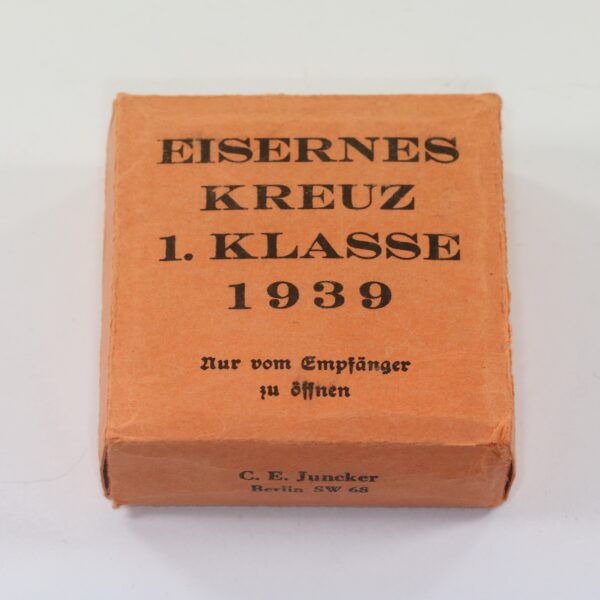 EISERNES
KREUZ
1. KLASSE
1939
Nur vom Empfänger
zu öffnen
C. E. Juncker
Berlin SW 68